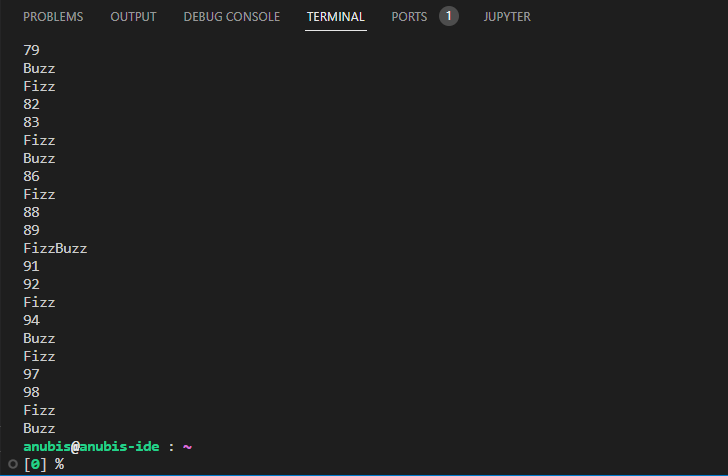 PROBLEMS OUTPUT DEBUG CONSOLE TERMINAL PORTS 1 JUPYTER
79
Buzz
Fizz
82
83
Fizz
Buzz
86
Fizz
88
89
FizzBuzz
91
92
Fizz
94
Buzz
Fizz
97
98
Fizz
Buzz
anubis@anubis-ide : ~
[0] %